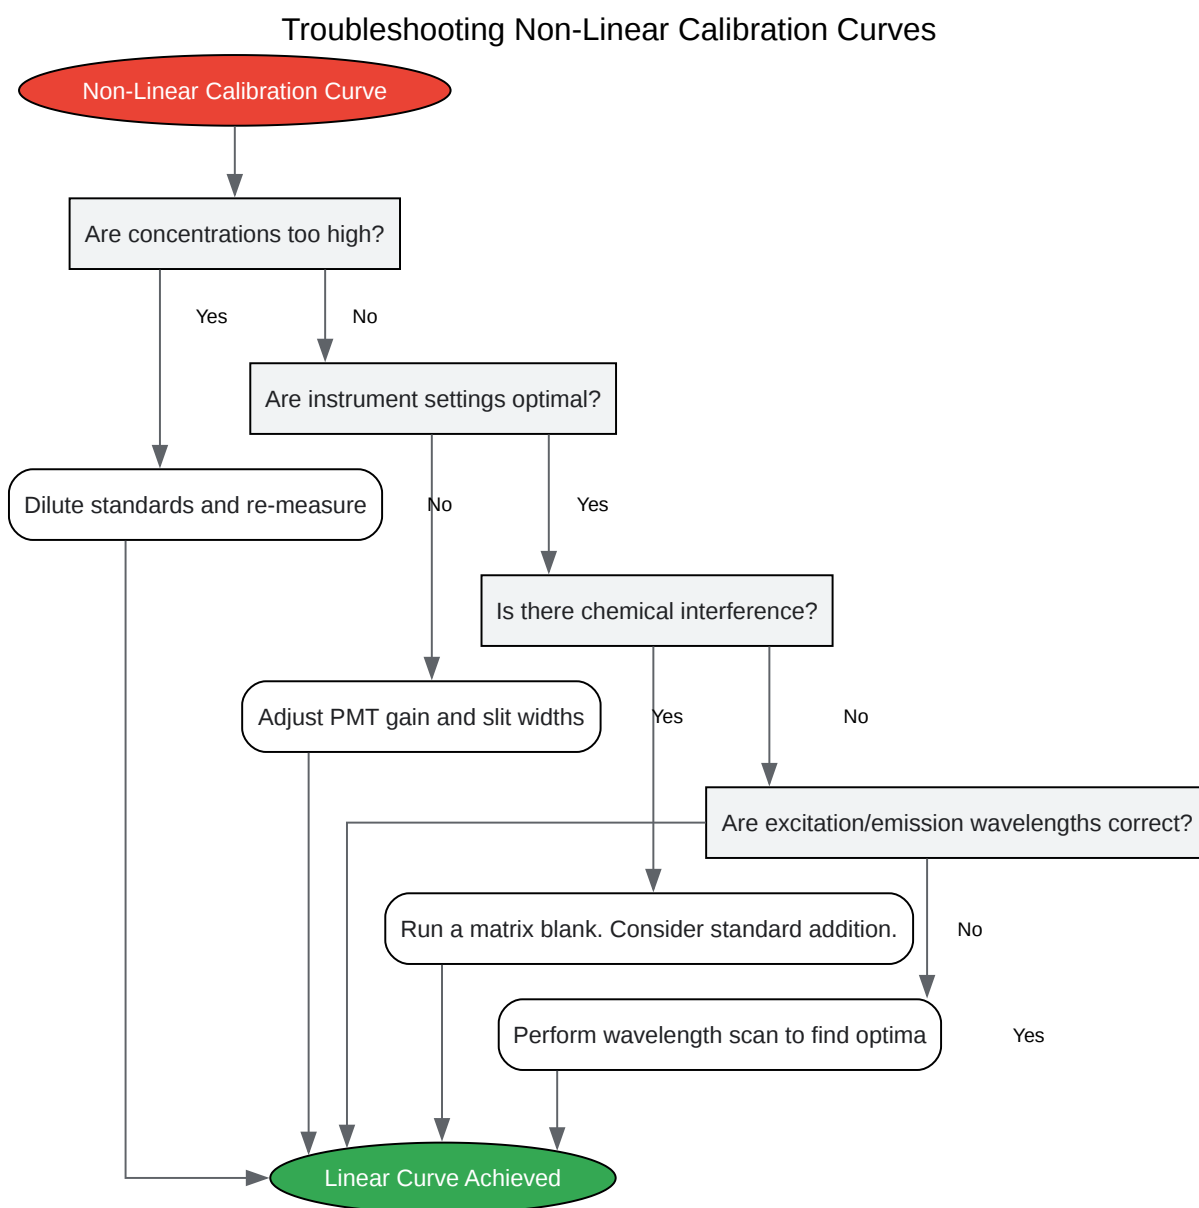 Troubleshooting Non-Linear Calibration Curves
Non-Linear Calibration Curve
Are concentrations too high?
Yes
No
Are instrument settings optimal?
Dilute standards and re-measure
No
Yes
Is there chemical interference?
Adjust PMT gain and slit widths
Yes
No
Are excitation/emission wavelengths correct?
Run a matrix blank. Consider standard addition.
No
Perform wavelength scan to find optima
Yes
Linear Curve Achieved